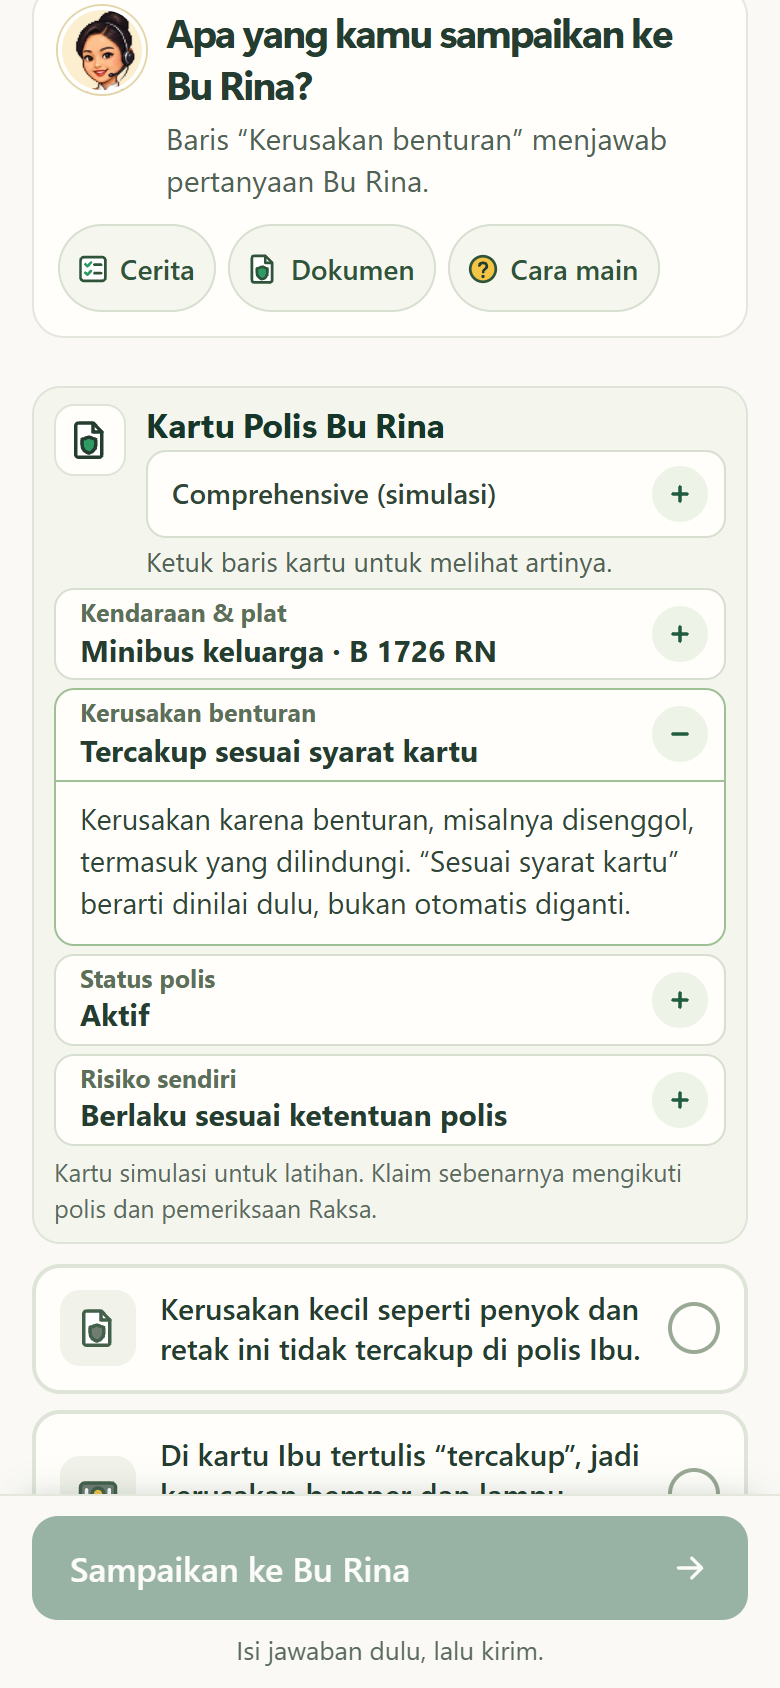 Apa yang kamu sampaikan ke
Bu Rina?
Baris “Kerusakan benturan” menjawab
pertanyaan Bu Rina.
Cerita
Dokumen
Cara main
Kartu Polis Bu Rina
Comprehensive (simulasi)
Ketuk baris kartu untuk melihat artinya.
Kendaraan & plat
Minibus keluarga · B 1726 RN
Kerusakan benturan
Tercakup sesuai syarat kartu
Kerusakan karena benturan, misalnya disenggol,
termasuk yang dilindungi. “Sesuai syarat kartu”
berarti dinilai dulu, bukan otomatis diganti.
Status polis
Aktif
Risiko sendiri
Berlaku sesuai ketentuan polis
Kartu simulasi untuk latihan. Klaim sebenarnya mengikuti
polis dan pemeriksaan Raksa.
Kerusakan kecil seperti penyok dan
retak ini tidak tercakup di polis Ibu.
Di kartu Ibu tertulis “tercakup”, jadi
kerusakan bemper dan lampu
Sampaikan ke Bu Rina
Isi jawaban dulu, lalu kirim.